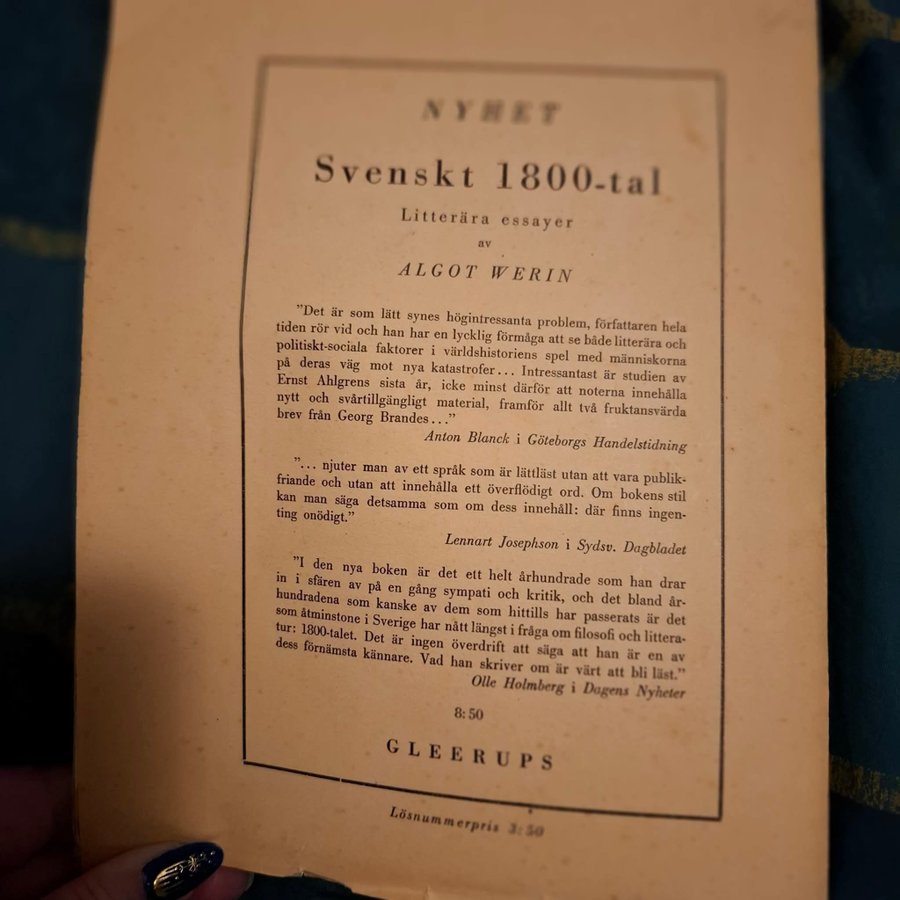 NYHET
Svenskt 1800-tal
Litterära essayer
av
ALGOT WERIN
”Det är som lätt synes högintressanta problem, författaren hela
tiden rör vid och han har en lycklig förmåga att se både litterära och
politiskt-sociala faktorer i världshistoriens spel med människorna
på deras väg mot nya katastrofer... Intressantast är studien av
Ernst Ahlgrens sista år, icke minst därför att noterna innehålla
nytt och svårtillgängligt material, framför allt två fruktansvärda
brev från Georg Brandes...”
Anton Blanck i Göteborgs Handelstidning
”... njuter man av ett språk som är lättläst utan att vara publik-
friande och utan att innehålla ett överflödigt ord. Om bokens stil
kan man säga detsamma som om dess innehåll: där finns ingen-
ting onödigt.”
Lennart Josephson i Sydsv. Dagbladet
”I den nya boken är det ett helt århundrade som han drar
in i sfären av på en gång sympati och kritik, och det bland år-
hundradena som kanske av dem som hittills har passerats är det
som åtminstone i Sverige har nått längst i fråga om filosofi och littera-
tur: 1800-talet. Det är ingen överdrift att säga att han är en av
dess förnämsta kännare. Vad han skriver om är värt att bli läst.”
Olle Holmberg i Dagens Nyheter
8:50
GLEERUPS
Lösnummerpris 3:50